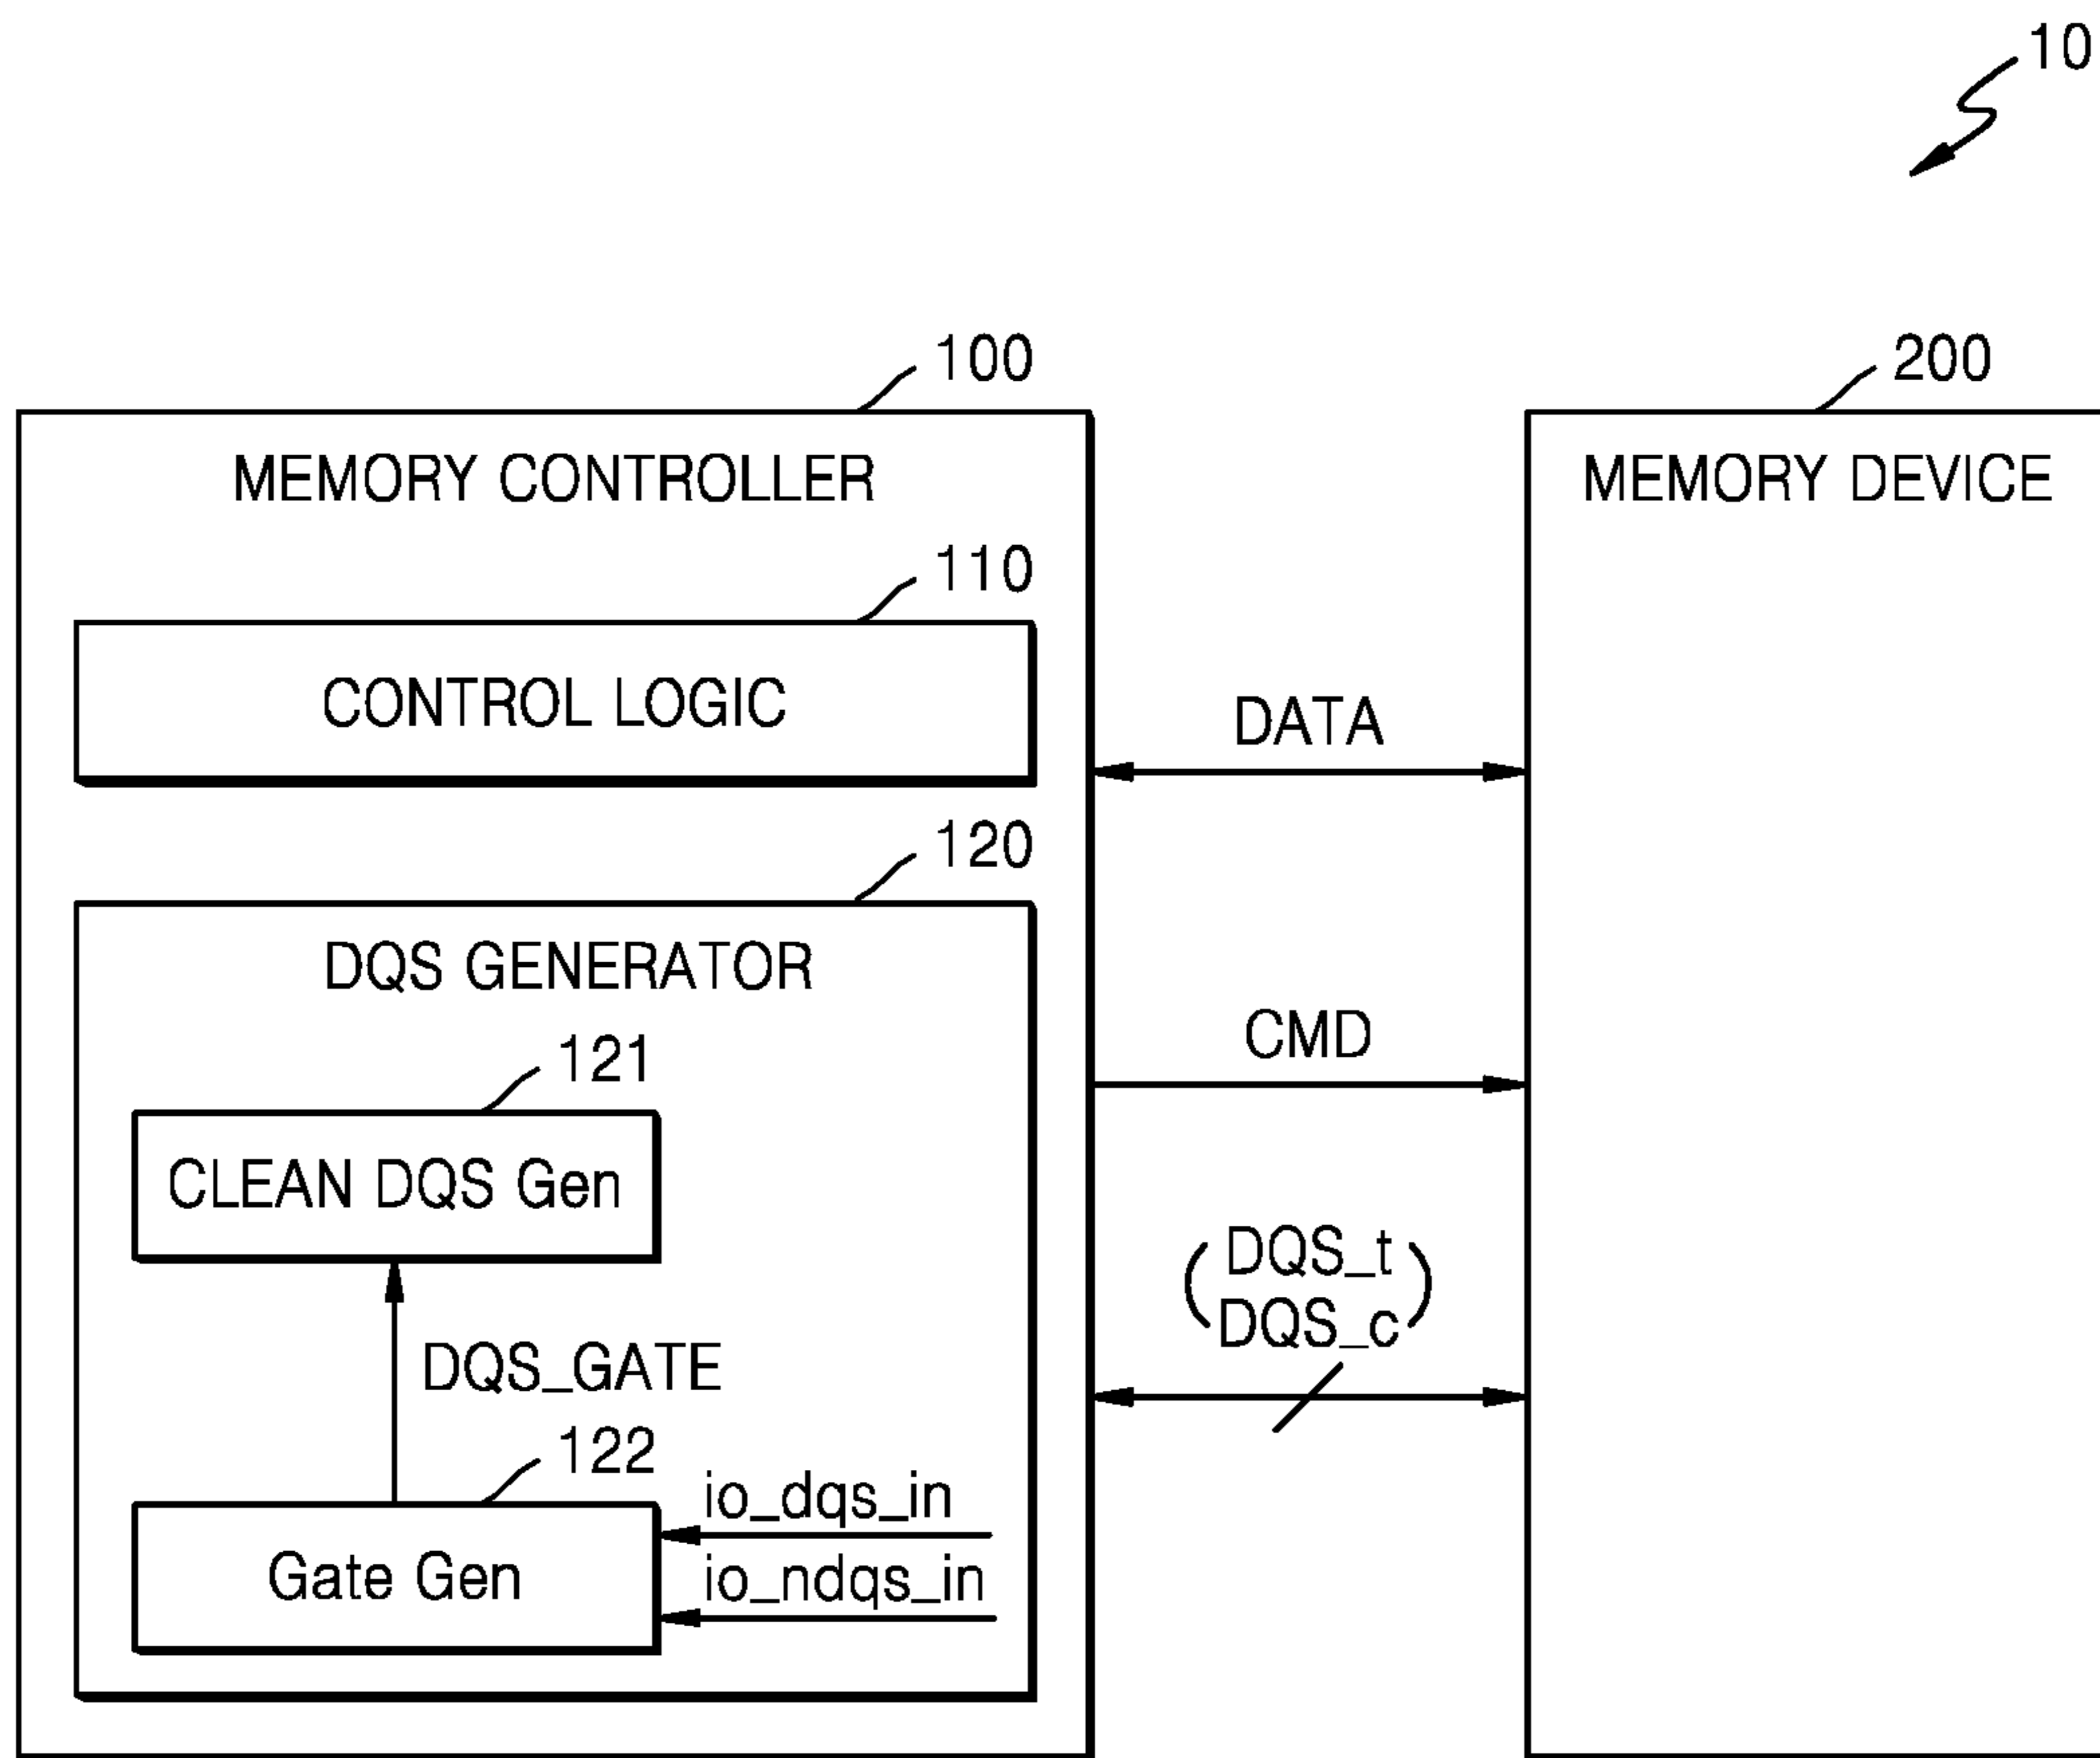 10
100
200
MEMORY CONTROLLER
MEMORY DEVICE
110
CONTROL LOGIC
DATA
120
DQS GENERATOR
CMD
121
CLEAN DQS Gen
DQS_t
DQS_c
DQS_GATE
122
io_dqs_in
Gate Gen
io_ndqs_in